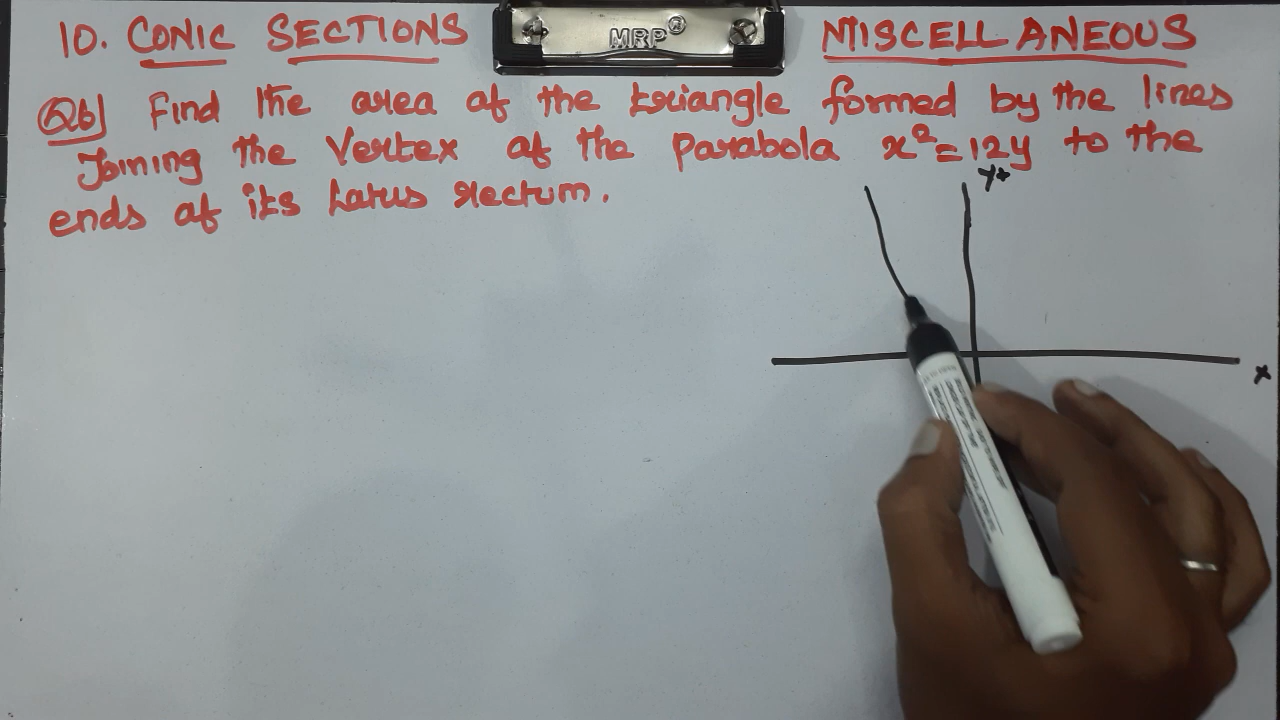 10. CONIC SECTIONS
MRP®
MISCELLANEOUS
Q6) Find the area of the triangle formed by the lines
Joining the Vertex of the Parabola x²=12y to the
ends of its Latus rectum.
y+
x